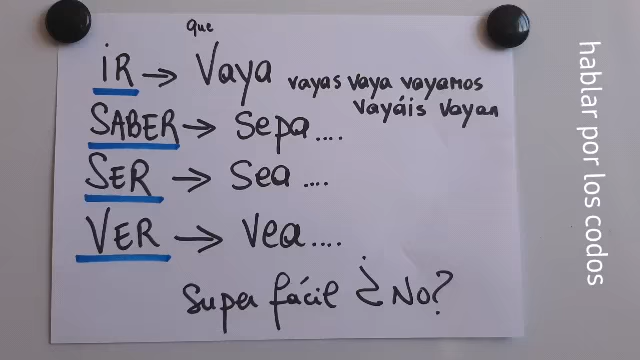 que
IR → Vaya vayas vaya vayamos
vayáis vayan
SABER → Sepa....
SER → Sea ....
VER → Vea....
Super fácil ¿No?
hablar por los codos